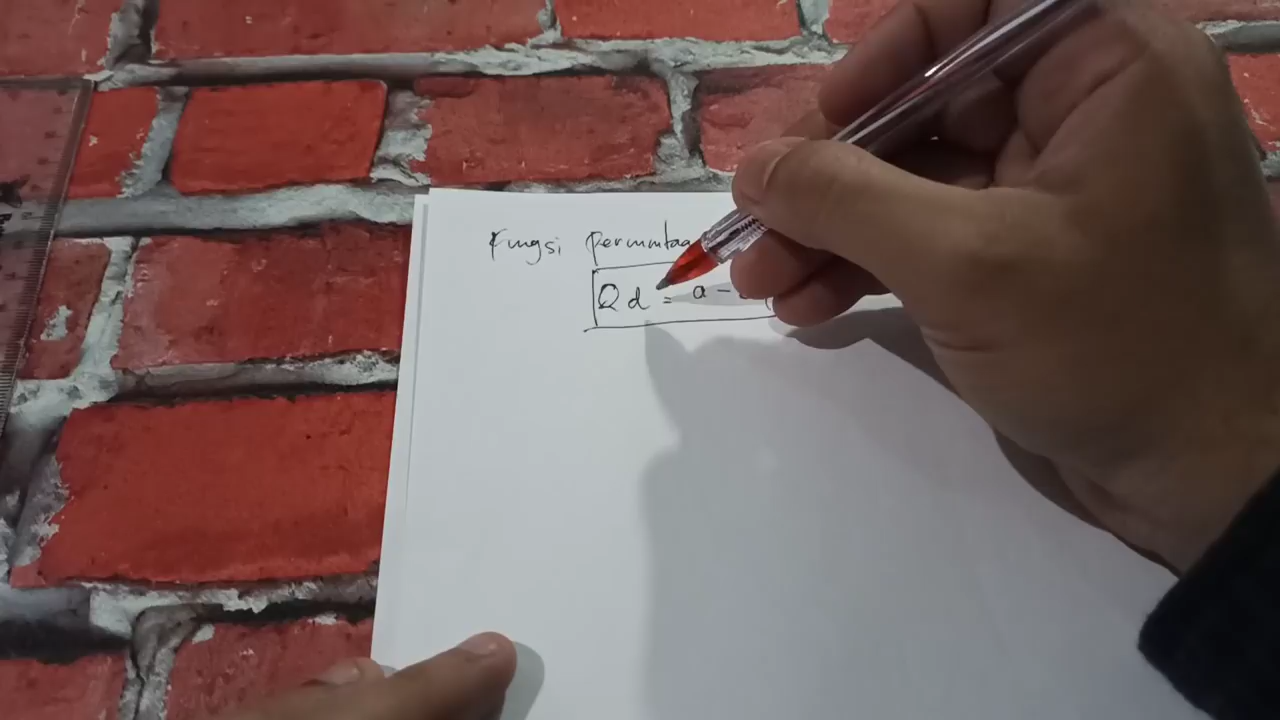 Fungsi Permintaa
Qd = a -